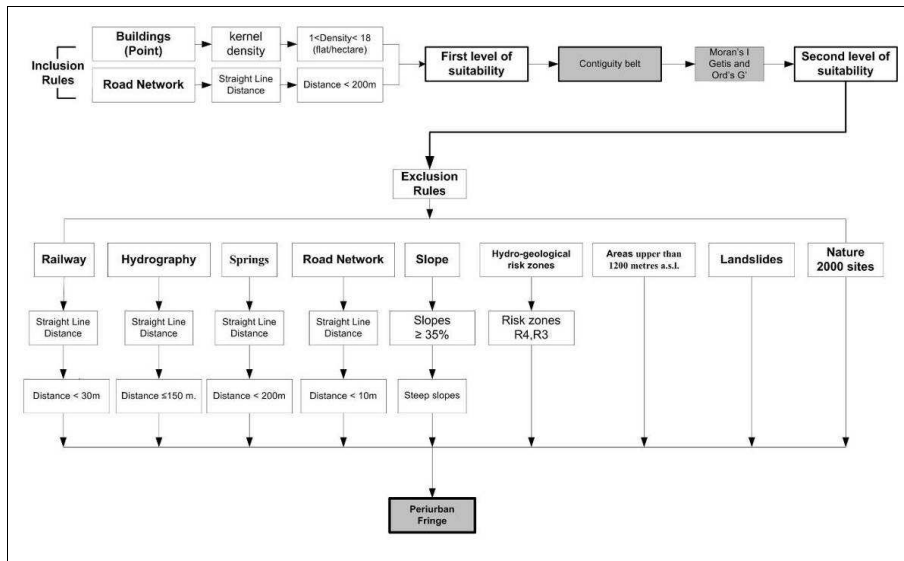 Inclusion
Rules
Buildings
(Point)
kernel
density
1<Density< 18
(flat/hectare)
Road Network
Straight Line
Distance
Distance < 200m
First level of
suitability
Contiguity belt
Moran's I
Getis and
Ord's G'
Second level of
suitability
Exclusion
Rules
Railway
Hydrography
Springs
Road Network
Slope
Hydro-geological
risk zones
Areas upper than
1200 metres a.s.l.
Landslides
Nature
2000 sites
Straight Line
Distance
Straight Line
Distance
Straight Line
Distance
Straight Line
Distance
Slopes
≥ 35%
Risk zones
R4,R3
Distance < 30m
Distance ≤150 m.
Distance < 200m
Distance < 10m
Steep slopes
Periurban
Fringe